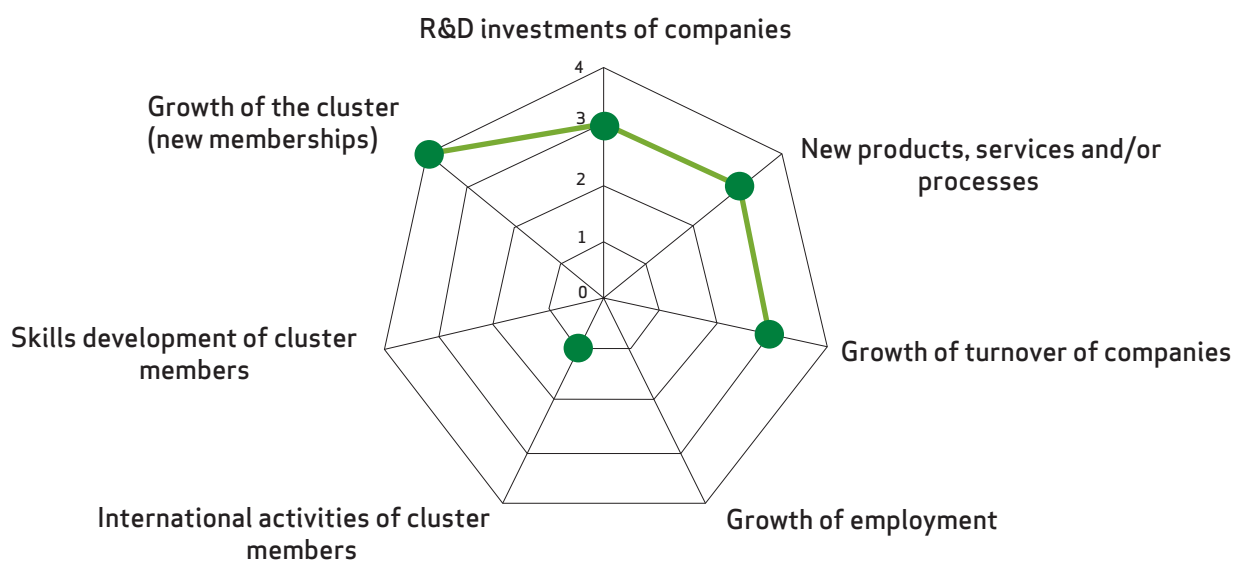 R&D investments of companies
4
Growth of the cluster
(new memberships)
3
New products, services and/or
processes
2
1
0
Skills development of cluster
members
Growth of turnover of companies
International activities of cluster
members
Growth of employment